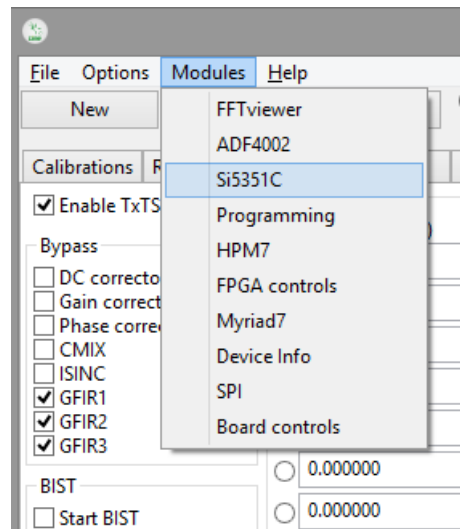 File Options Modules Help
New
FFTviewer
ADF4002
Calibrations
Si5351C
Enable TxTS
Programming
Bypass
HPM7
DC correcto
FPGA controls
Gain correct
Phase corre
Myriad7
CMIX
Device Info
ISINC
SPI
GFIR1
GFIR2
Board controls
GFIR3
0.000000
BIST
Start BIST
0.000000